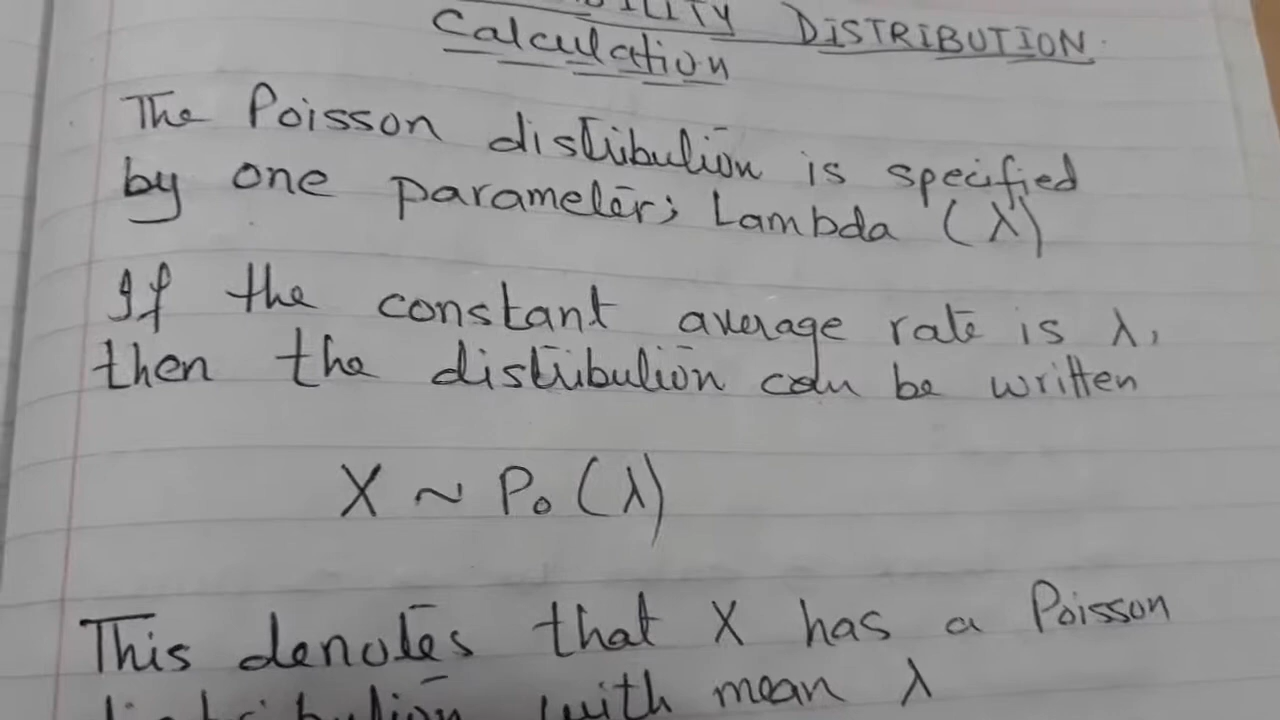 DISTRIBUTION
Calculation
The Poisson distribution is specified
by one parameter; Lambda (λ)
If the constant average rate is λ,
then the distribution can be written
X ~ Po (λ)
This denotes that X has a Poisson
distribution with mean λ